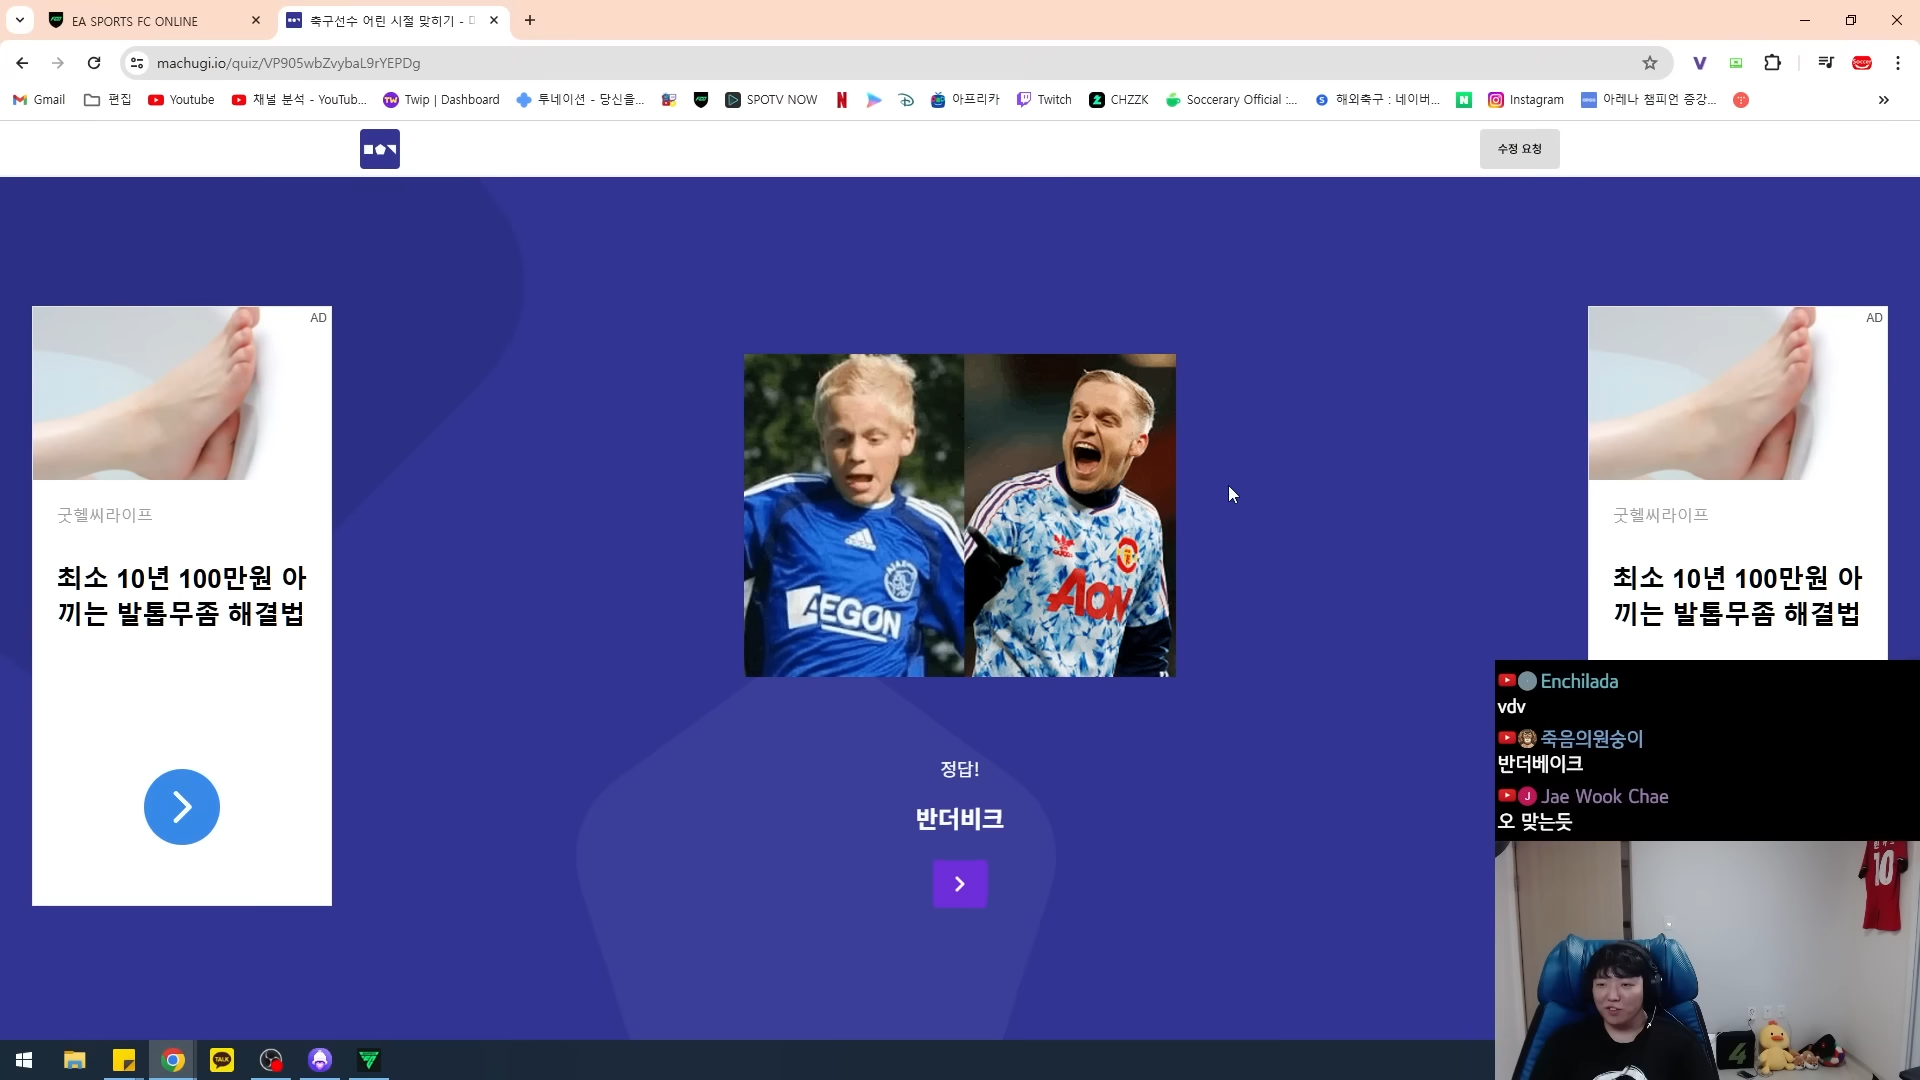 EA SPORTS FC ONLINE
축구선수 어린 시절 맞히기 -
machugi.io/quiz/VP905wbZvybaL9rYEPDg
Gmail
편집
Youtube
채널 분석 - YouTub...
Twip | Dashboard
투네이션 - 당신을...
SPOTV NOW
아프리카
Twitch
CHZZK
Soccerary Official :...
해외축구 : 네이버...
Instagram
아레나 챔피언 증강...
수정 요청
AD
굿헬씨라이프
최소 10년 100만원 아
끼는 발톱무좀 해결법
AEGON
AON
정답!
반더비크
AD
굿헬씨라이프
최소 10년 100만원 아
끼는 발톱무좀 해결법
Enchilada
vdv
죽음의원숭이
반더베이크
J Jae Wook Chae
오 맞는듯
10
TALK